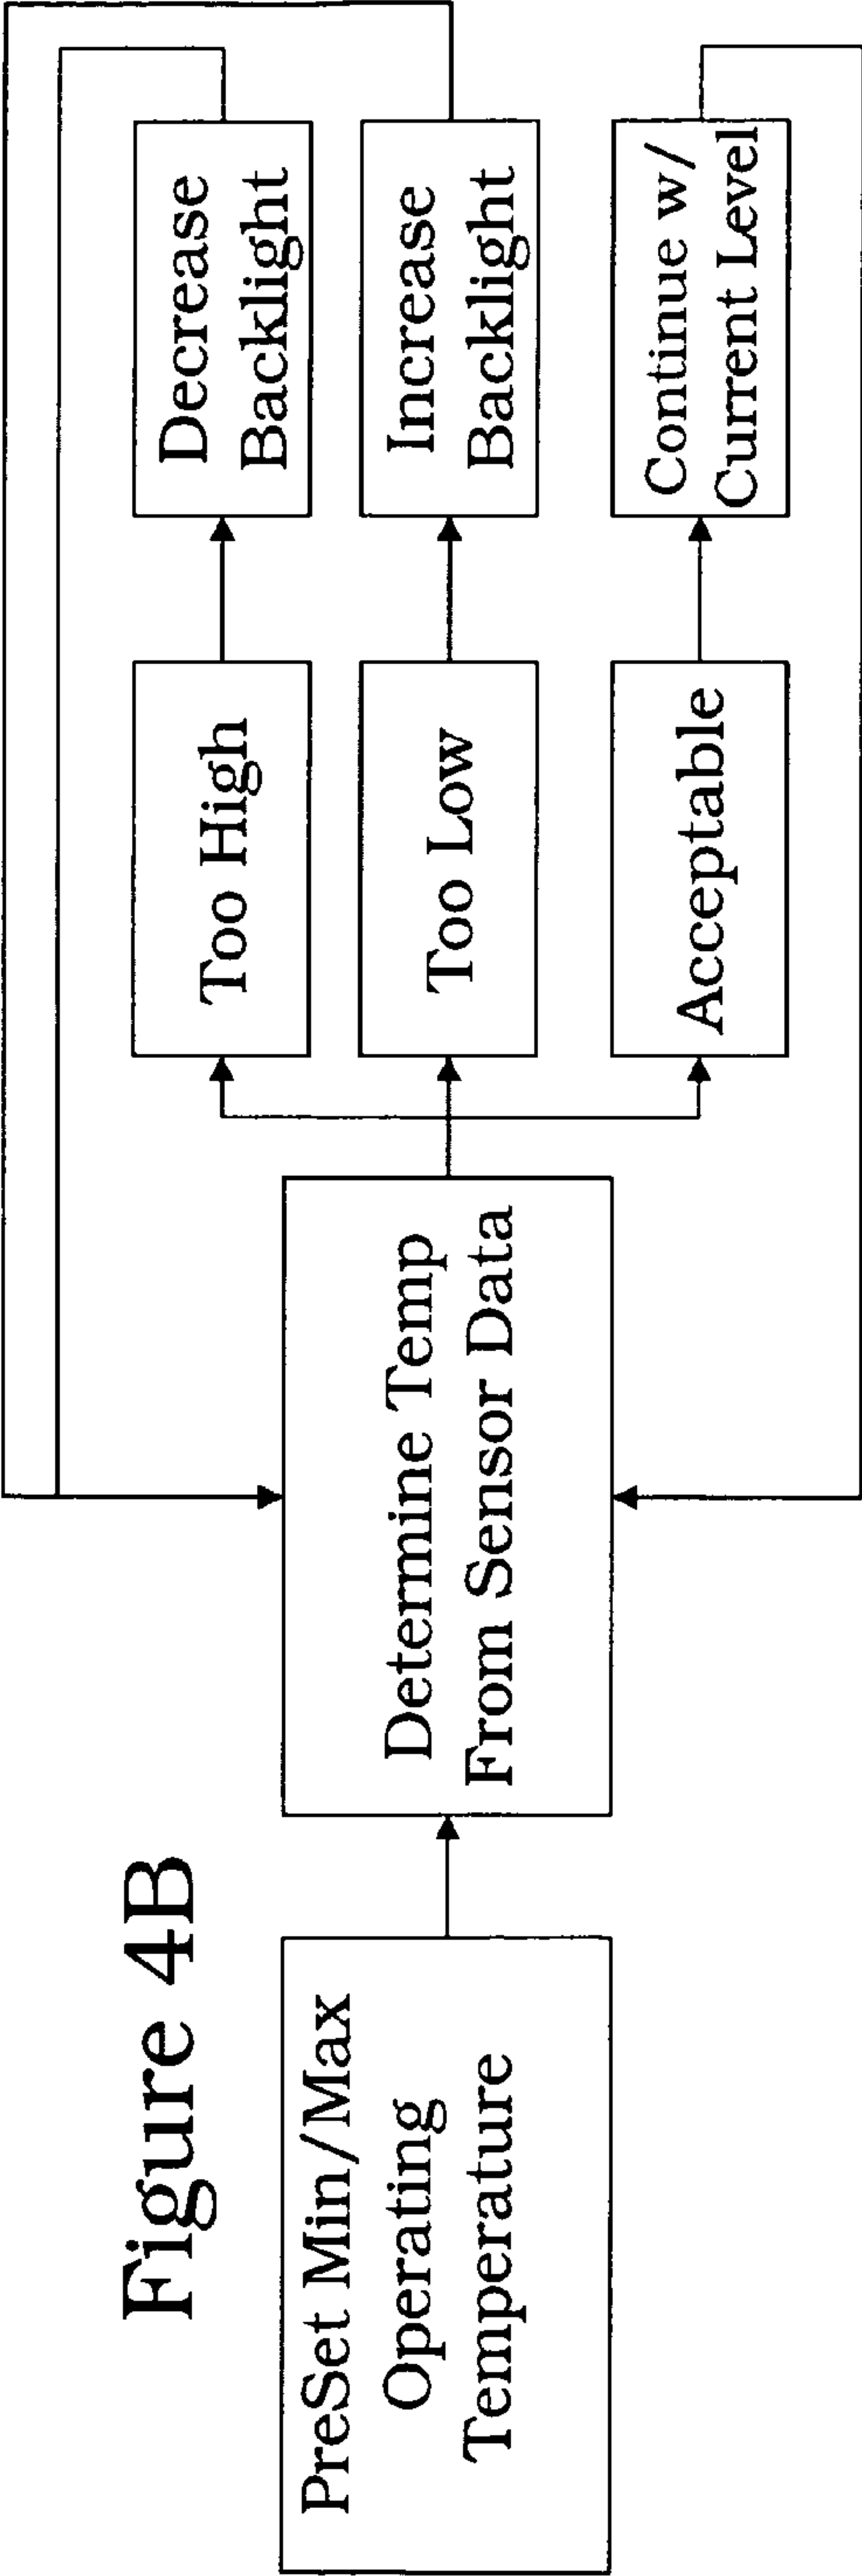 Figure 4B
PreSet Min/Max
Operating
Temperature
Determine Temp
From Sensor Data
Too High
Decrease
Backlight
Too Low
Increase
Backlight
Acceptable
Continue w/
Current Level